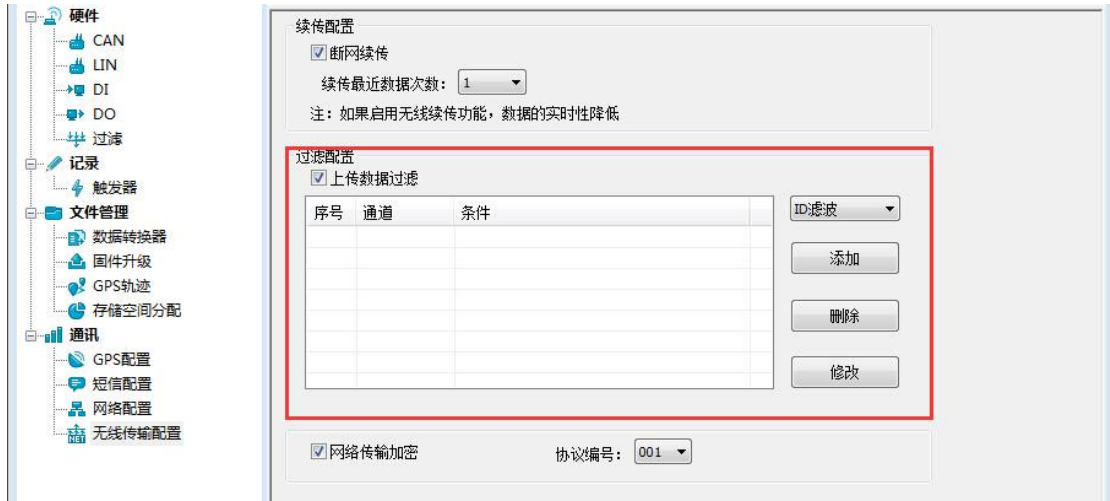 硬件
CAN
LIN
DI
DO
过滤
记录
触发器
文件管理
数据转换器
固件升级
GPS轨迹
存储空间分配
通讯
GPS配置
短信配置
网络配置
无线传输配置
续传配置
断网续传
续传最近数据次数： 1
注：如果启用无线续传功能，数据的实时性降低
过滤配置
上传数据过滤
序号 通道 条件
ID滤波
添加
删除
修改
网络传输加密 协议编号： 001